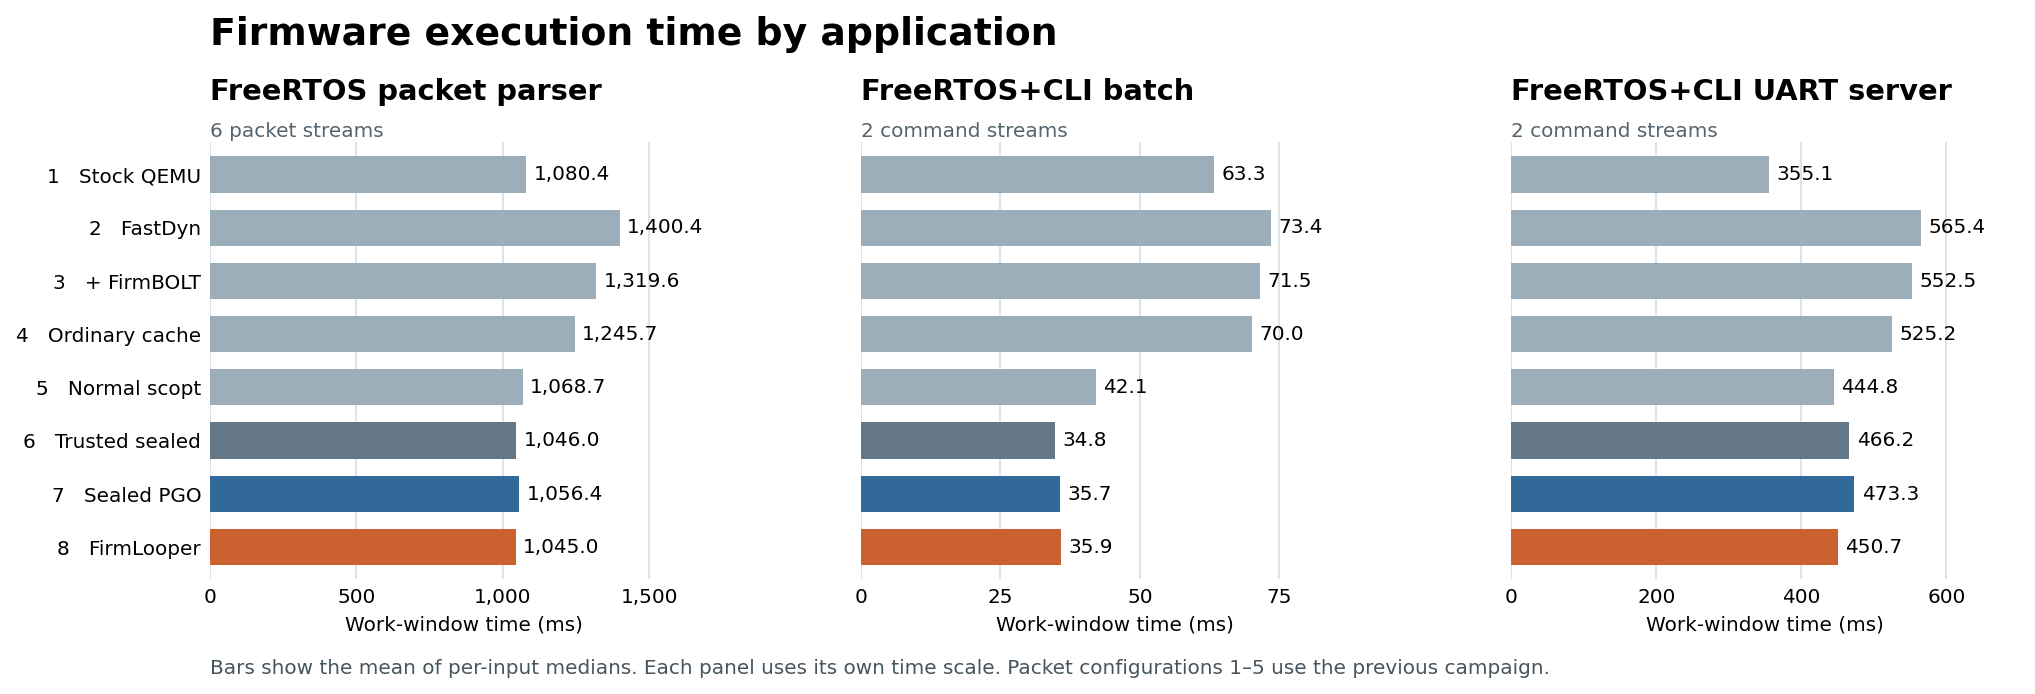 Firmware execution time by application
FreeRTOS packet parser
6 packet streams
1 Stock QEMU 1,080.4
2 FastDyn 1,400.4
3 + FirmBOLT 1,319.6
4 Ordinary cache 1,245.7
5 Normal scopt 1,068.7
6 Trusted sealed 1,046.0
7 Sealed PGO 1,056.4
8 FirmLooper 1,045.0
0 500 1,000 1,500
Work-window time (ms)
FreeRTOS+CLI batch
2 command streams
63.3
73.4
71.5
70.0
42.1
34.8
35.7
35.9
0 25 50 75
Work-window time (ms)
FreeRTOS+CLI UART server
2 command streams
355.1
565.4
552.5
525.2
444.8
466.2
473.3
450.7
0 200 400 600
Work-window time (ms)
Bars show the mean of per-input medians. Each panel uses its own time scale. Packet configurations 1–5 use the previous campaign.